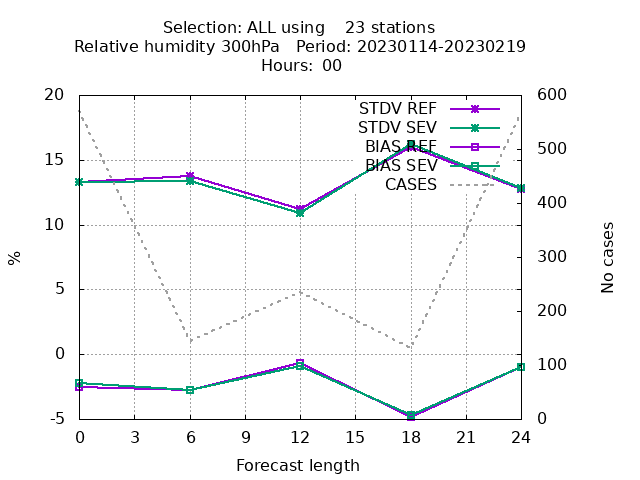 Selection: ALL using 23 stations
Relative humidity 300hPa Period: 20230114-20230219
Hours: 00
STDV REF
STDV SEV
BIAS REF
BIAS SEV
CASES
20
15
10
5
0
-5
%
600
500
400
300
200
100
0
No cases
0 3 6 9 12 15 18 21 24
Forecast length